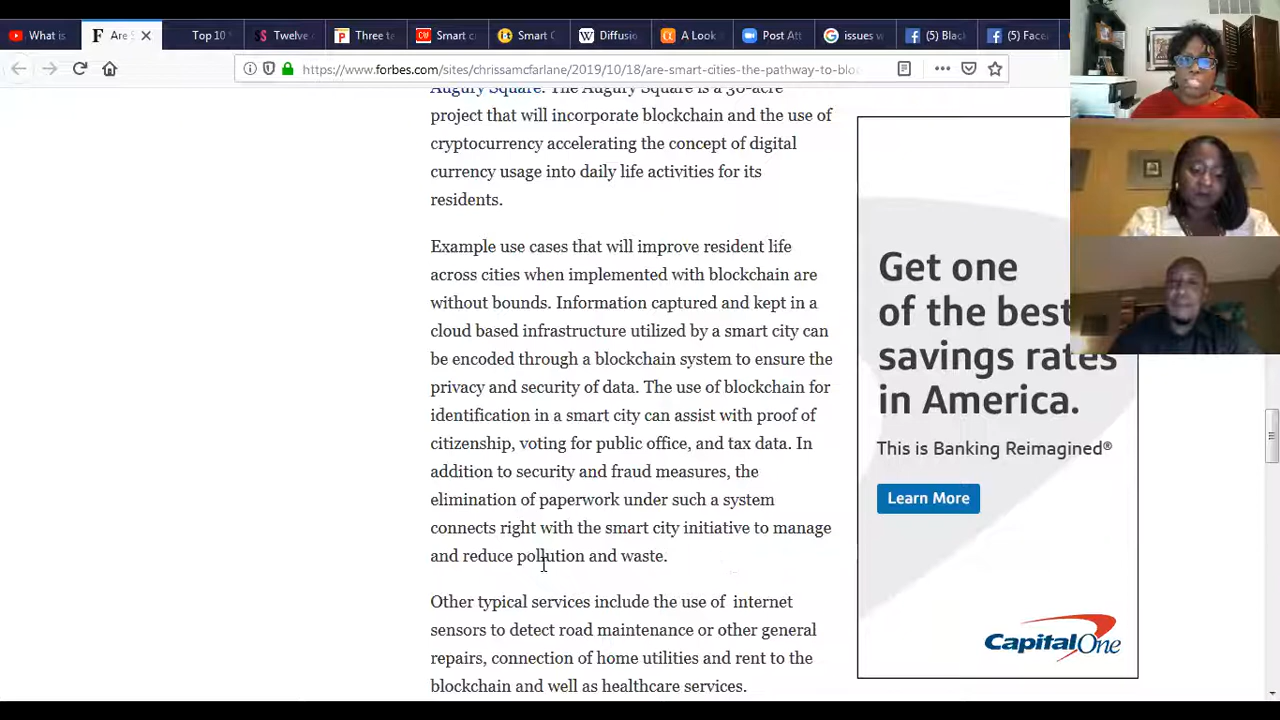 What is
F Are S
Top 10
Twelve
Three te
Smart c
Smart C
W Diffusio
A Look
Post Att
issues w
(5) Blac
(5) Face
https://www.forbes.com/sites/chrissamcfarlane/2019/10/18/are-smart-cities-the-pathway-to-blo
Augury Square. The Augury Square is a 30-acre
project that will incorporate blockchain and the use of
cryptocurrency accelerating the concept of digital
currency usage into daily life activities for its
residents.
Example use cases that will improve resident life
across cities when implemented with blockchain are
without bounds. Information captured and kept in a
cloud based infrastructure utilized by a smart city can
be encoded through a blockchain system to ensure the
privacy and security of data. The use of blockchain for
identification in a smart city can assist with proof of
citizenship, voting for public office, and tax data. In
addition to security and fraud measures, the
elimination of paperwork under such a system
connects right with the smart city initiative to manage
and reduce pollution and waste.
Other typical services include the use of internet
sensors to detect road maintenance or other general
repairs, connection of home utilities and rent to the
blockchain and well as healthcare services.
Get one
of the best
savings rates
in America.
This is Banking Reimagined®
Learn More
Capital One